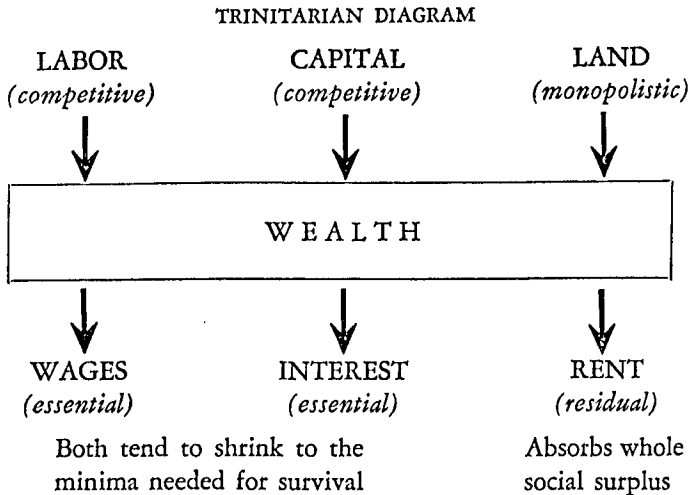 TRINITARIAN DIAGRAM
LABOR CAPITAL LAND
(competitive) (competitive) (monopolistic)
WEALTH
WAGES INTEREST RENT
(essential) (essential) (residual)
Both tend to shrink to the Absorbs whole
minima needed for survival social surplus